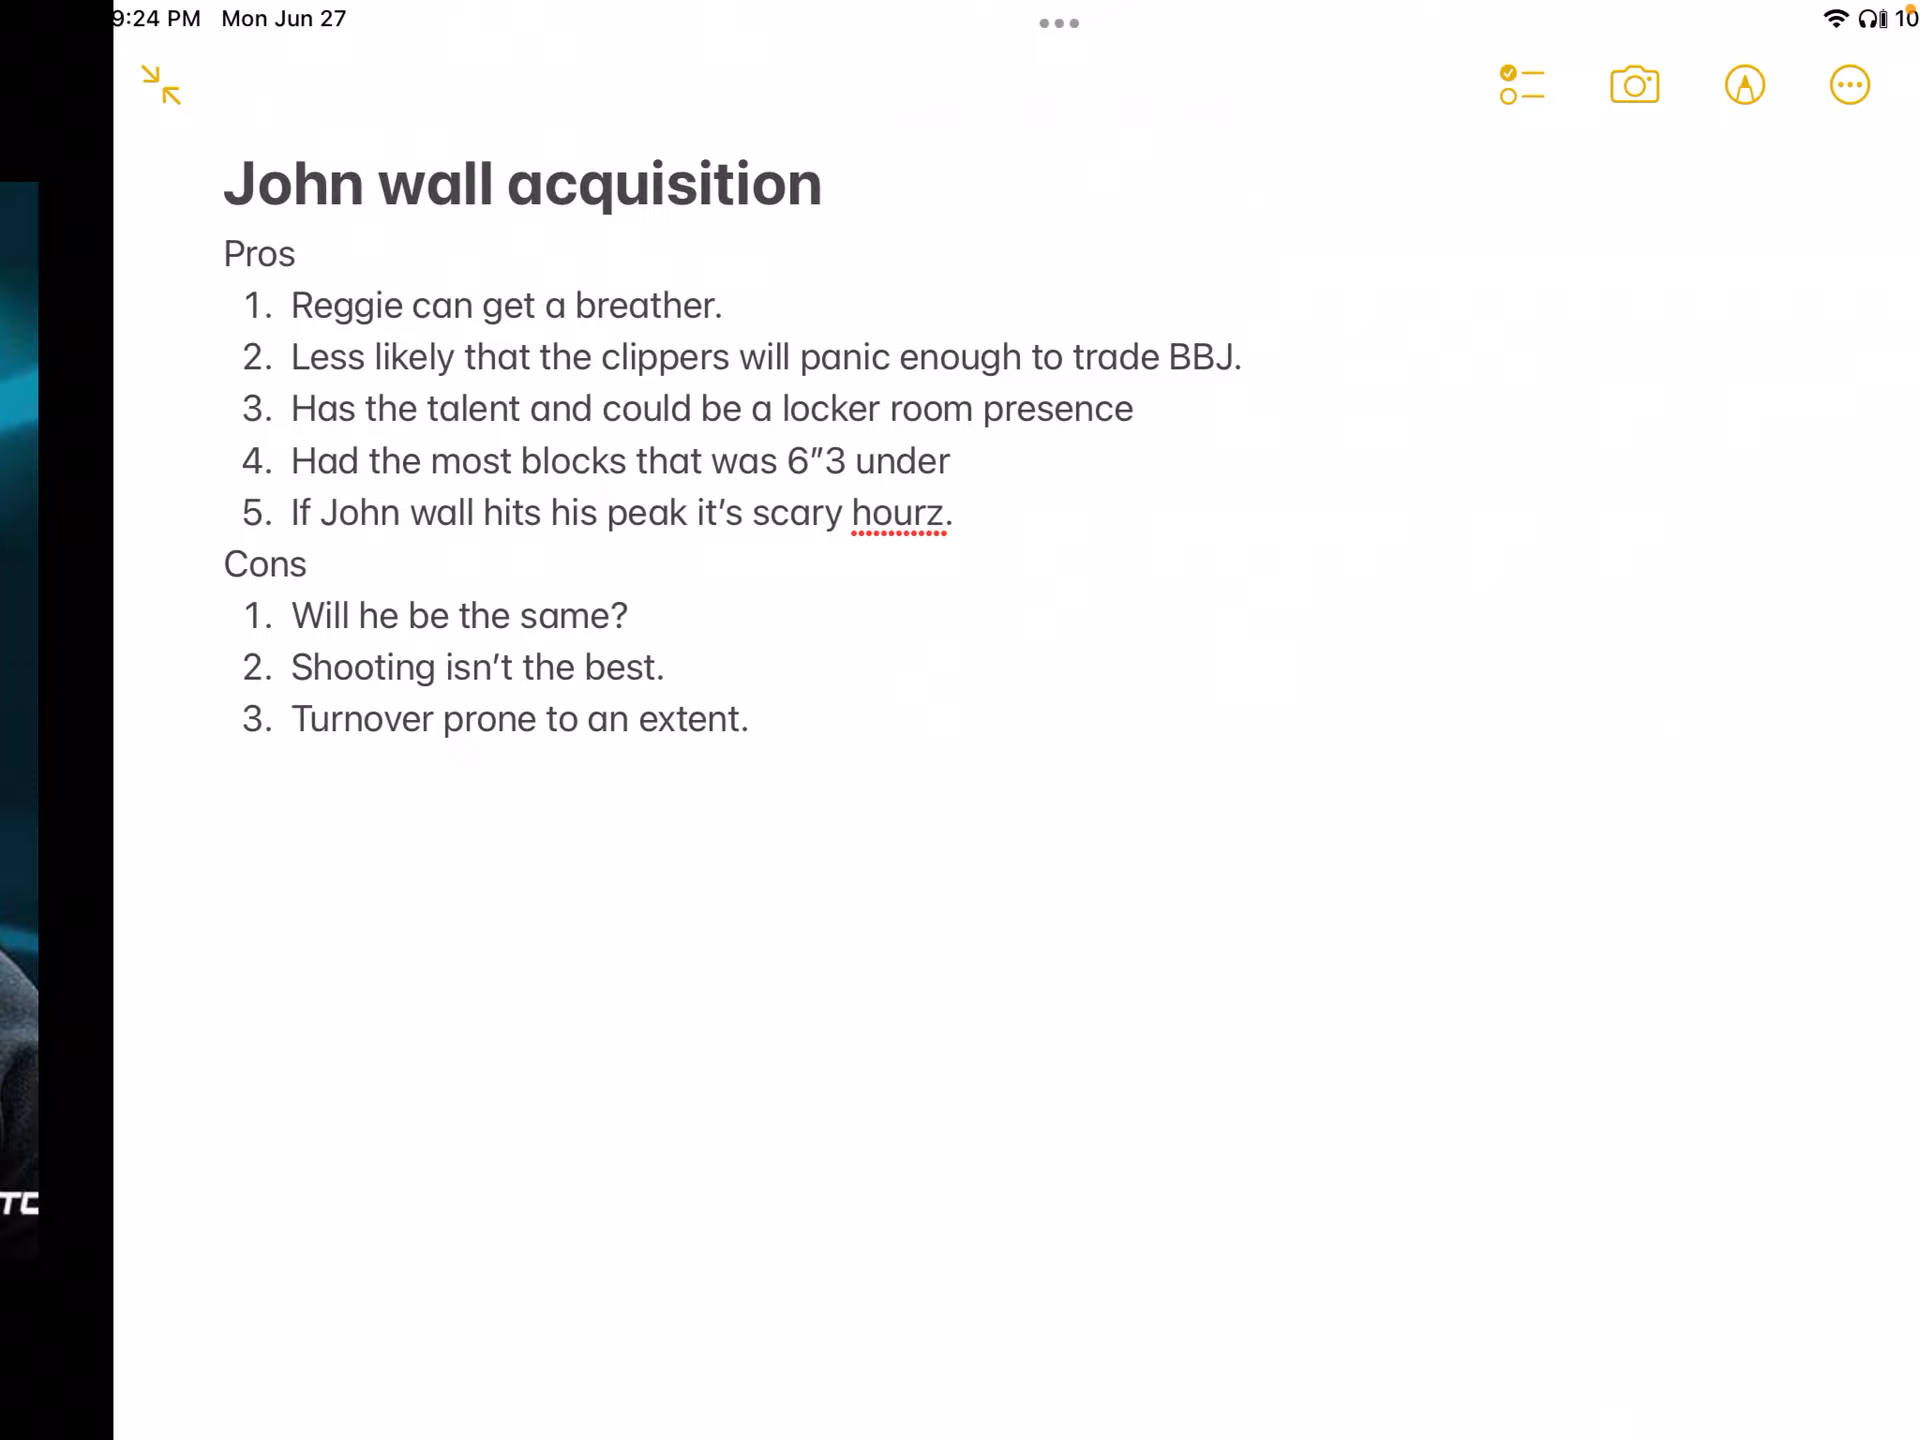 9:24 PM Mon Jun 27
10
John wall acquisition
Pros
1. Reggie can get a breather.
2. Less likely that the clippers will panic enough to trade BBJ.
3. Has the talent and could be a locker room presence
4. Had the most blocks that was 6”3 under
5. If John wall hits his peak it’s scary hourz.
Cons
1. Will he be the same?
2. Shooting isn’t the best.
3. Turnover prone to an extent.